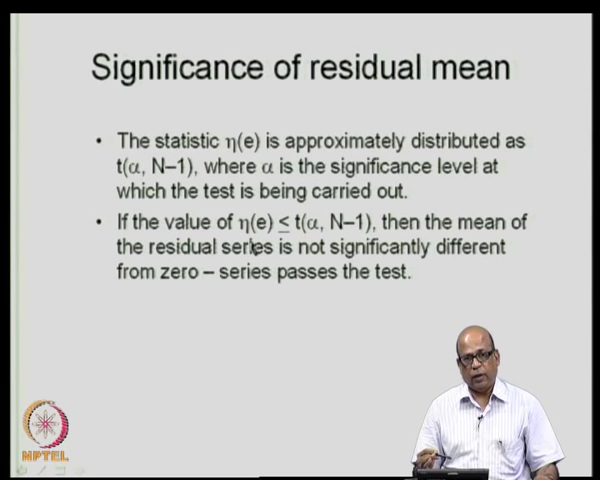 Significance of residual mean
• The statistic η(e) is approximately distributed as
t(α, N–1), where α is the significance level at
which the test is being carried out.
• If the value of η(e) ≤ t(α, N–1), then the mean of
the residual series is not significantly different
from zero – series passes the test.
NPTEL